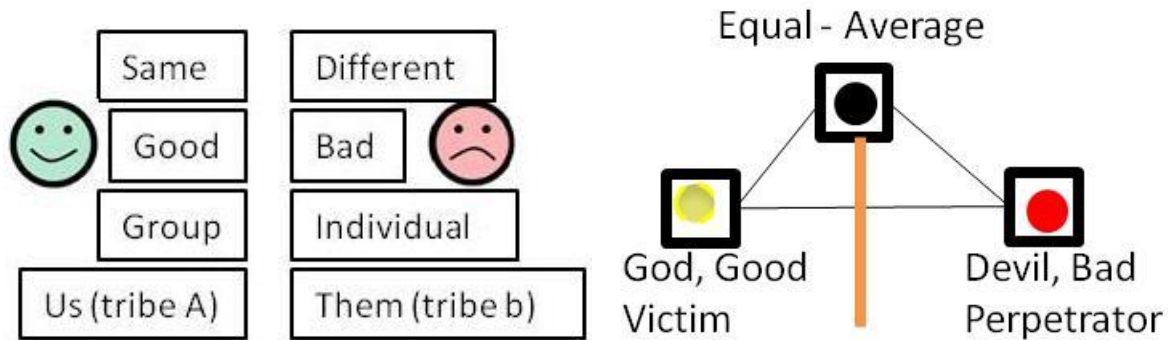 Same
Different
Good
Bad
Group
Individual
Us (tribe A)
Them (tribe b)
Equal - Average
God, Good
Victim
Devil, Bad
Perpetrator